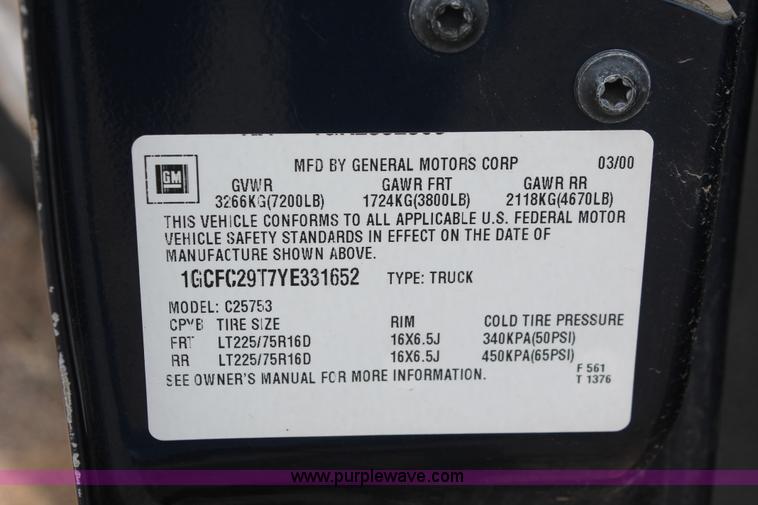 GM
MFD BY GENERAL MOTORS CORP 03/00
GVWR GAWR FRT GAWR RR
3266KG(7200LB) 1724KG(3800LB) 2118KG(4670LB)
THIS VEHICLE CONFORMS TO ALL APPLICABLE U.S. FEDERAL MOTOR
VEHICLE SAFETY STANDARDS IN EFFECT ON THE DATE OF
MANUFACTURE SHOWN ABOVE.
1GCFC29T7YE331652 TYPE: TRUCK
MODEL: C25753
TIRE SIZE RIM COLD TIRE PRESSURE
FRT LT225/75R16D 16X6.5J 340KPA(50PSI)
RR LT225/75R16D 16X6.5J 450KPA(65PSI)
SEE OWNER'S MANUAL FOR MORE INFORMATION.
F 561
T 1376
www.purplewave.com